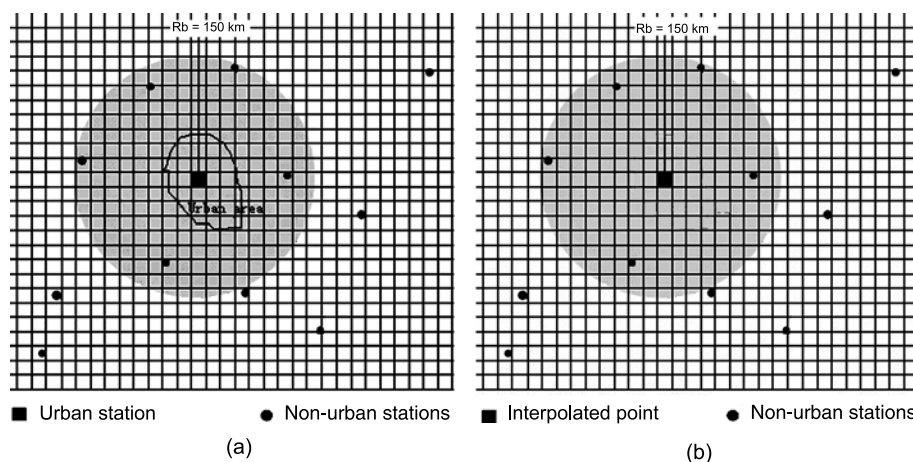 Rb = 150 km
Rb = 150 km
Urban area
Urban station
Non-urban stations
Interpolated point
Non-urban stations
(a)
(b)